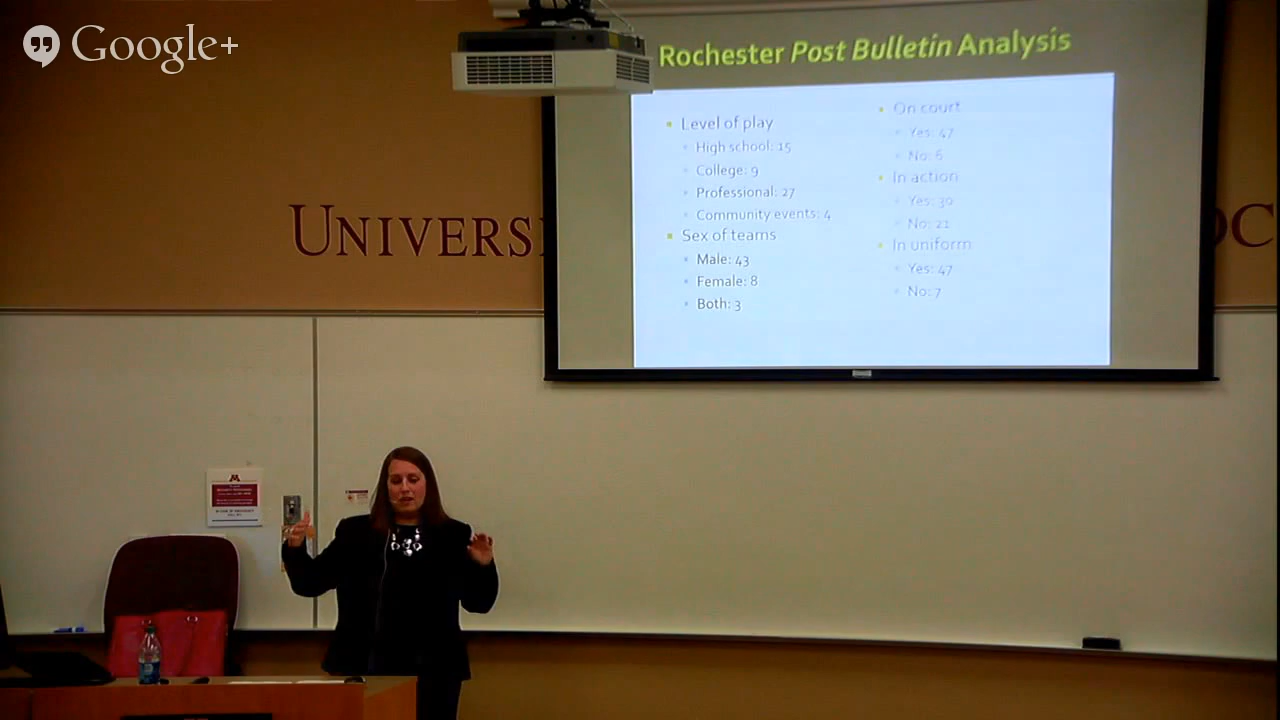 Google+
Rochester Post Bulletin Analysis
Level of play
High school: 15
College: 9
Professional: 27
Community events: 4
Sex of teams
Male: 43
Female: 8
Both: 3
On court
Yes: 47
No: 6
In action
Yes: 30
No: 21
In uniform
Yes: 47
No: 7
UNIVERSI
OC
M